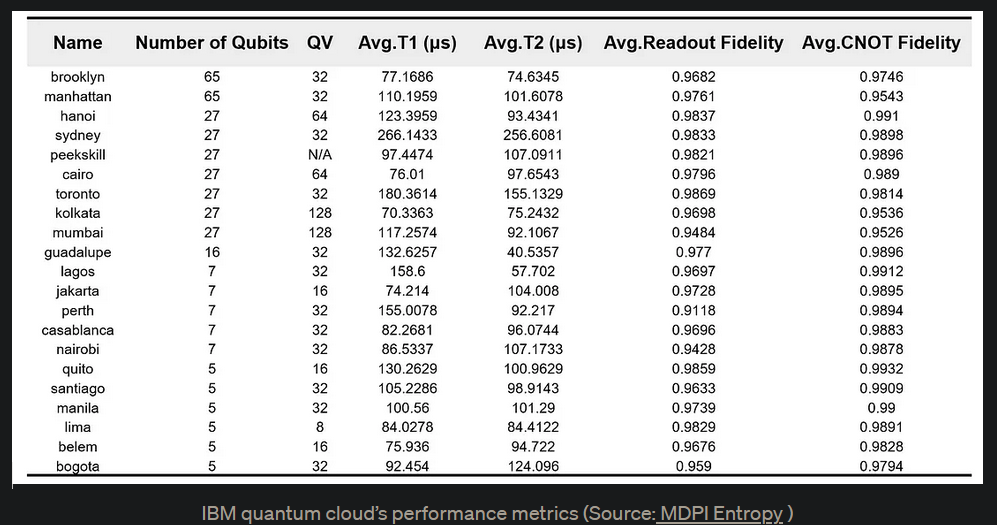 Name Number of Qubits QV Avg.T1 (µs) Avg.T2 (µs) Avg.Readout Fidelity Avg.CNOT Fidelity
brooklyn 65 32 77.1686 74.6345 0.9682 0.9746
manhattan 65 32 110.1959 101.6078 0.9761 0.9543
hanoi 27 64 123.3959 93.4341 0.9837 0.991
sydney 27 32 266.1433 256.6081 0.9833 0.9898
peekskill 27 N/A 97.4474 107.0911 0.9821 0.9896
cairo 27 64 76.01 97.6543 0.9796 0.989
toronto 27 32 180.3614 155.1329 0.9869 0.9814
kolkata 27 128 70.3363 75.2432 0.9698 0.9536
mumbai 27 128 117.2574 92.1067 0.9484 0.9526
guadalupe 16 32 132.6257 40.5357 0.977 0.9896
lagos 7 32 158.6 57.702 0.9697 0.9912
jakarta 7 16 74.214 104.008 0.9728 0.9895
perth 7 32 155.0078 92.217 0.9118 0.9894
casablanca 7 32 82.2681 96.0744 0.9696 0.9883
nairobi 7 32 86.5337 107.1733 0.9428 0.9878
quito 5 16 130.2629 100.9629 0.9859 0.9932
santiago 5 32 105.2286 98.9143 0.9633 0.9909
manila 5 32 100.56 101.29 0.9739 0.99
lima 5 8 84.0278 84.4122 0.9829 0.9891
belem 5 16 75.936 94.722 0.9676 0.9828
bogota 5 32 92.454 124.096 0.959 0.9794
IBM quantum cloud's performance metrics (Source: MDPI Entropy )